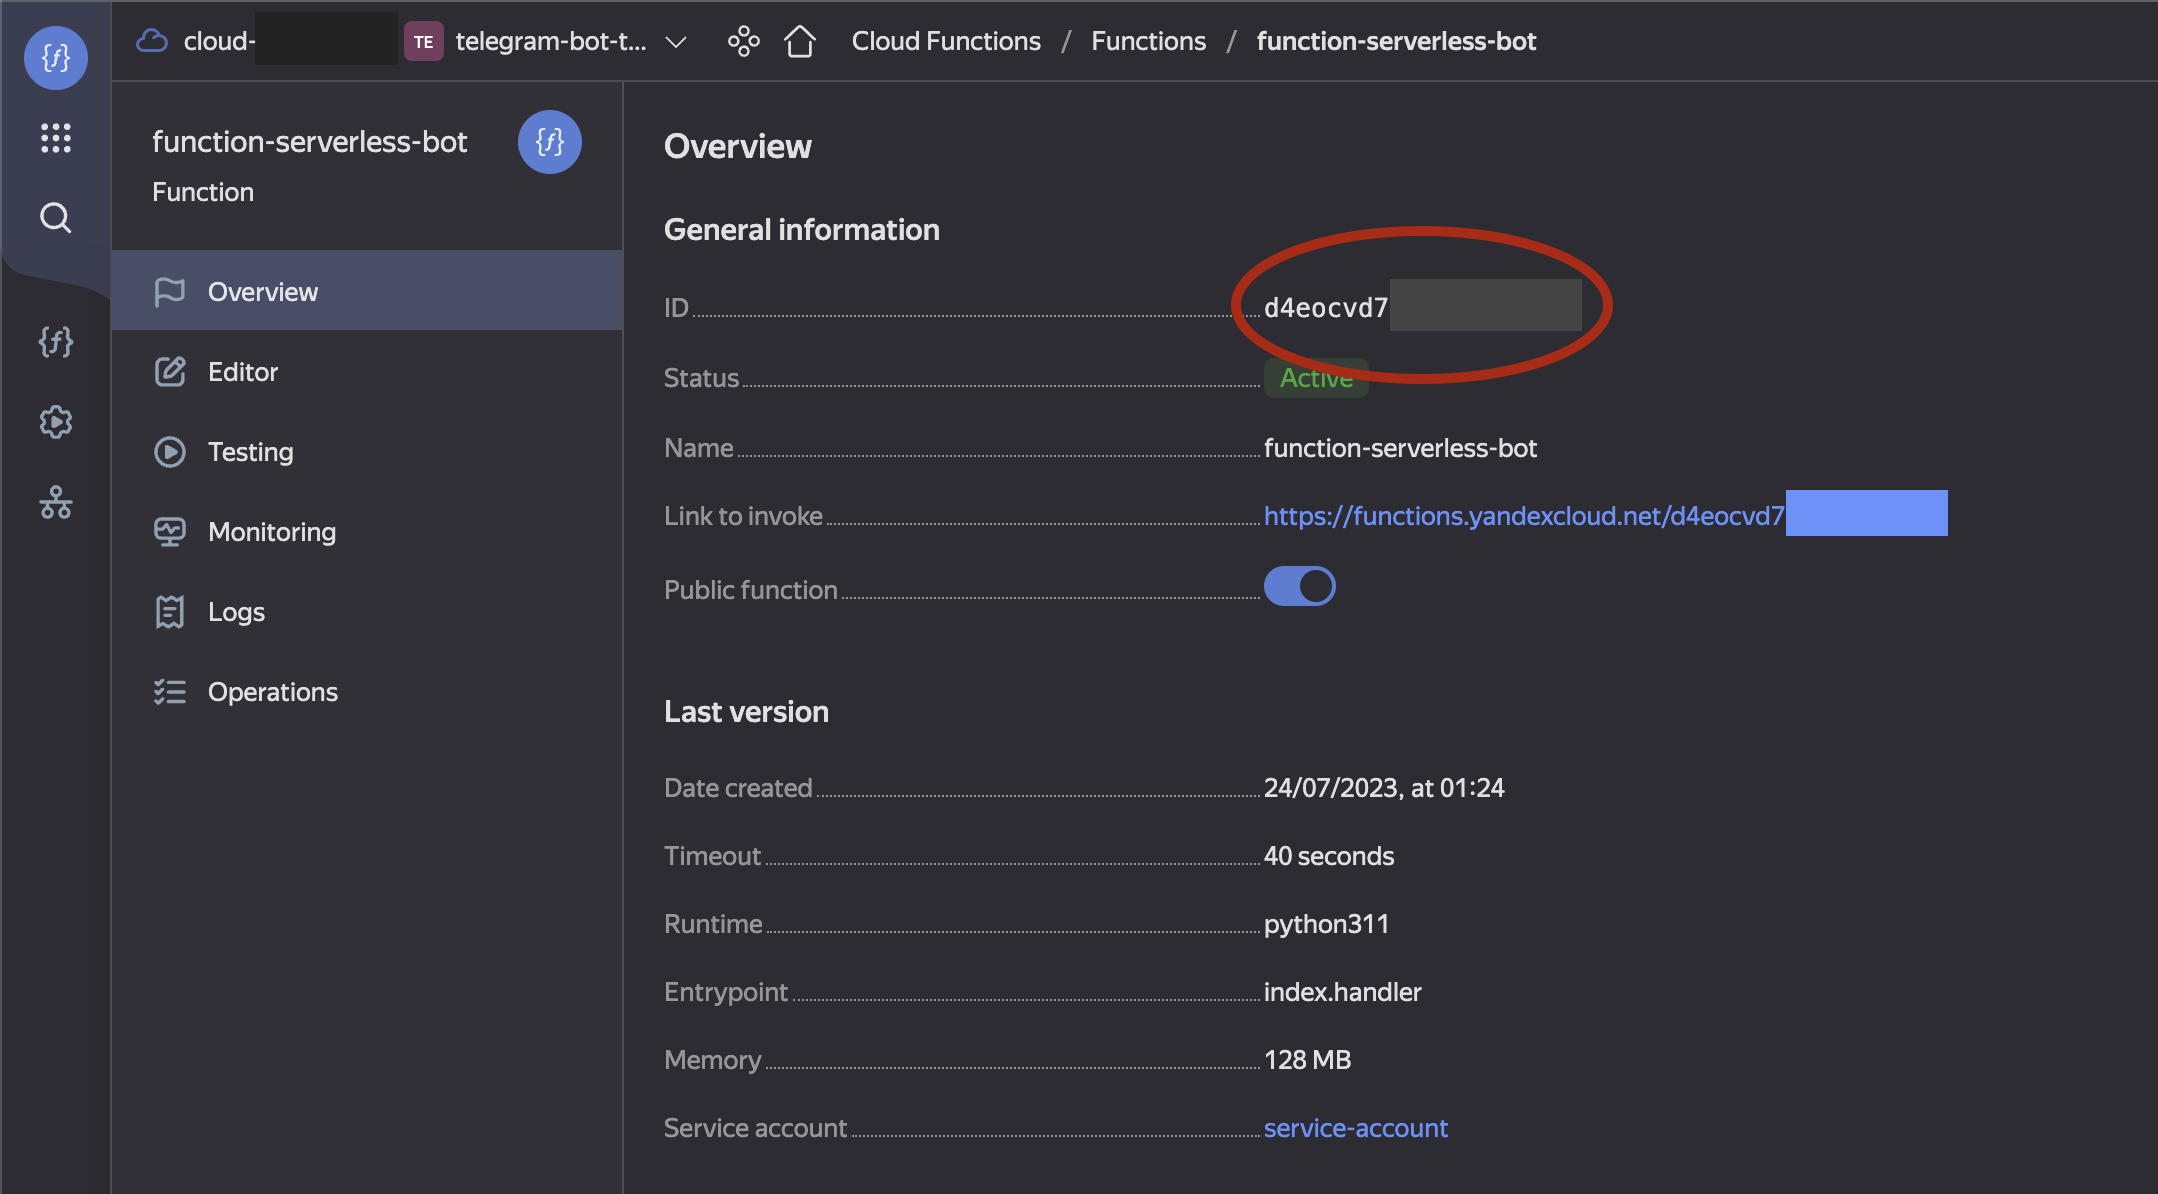 cloud- TE telegram-bot-t... Cloud Functions / Functions / function-serverless-bot
{ƒ}
function-serverless-bot {ƒ}
Function
Overview
Editor
Testing
Monitoring
Logs
Operations
{ƒ}
Overview
General information
ID d4eocvd7
Status Active
Name function-serverless-bot
Link to invoke https://functions.yandexcloud.net/d4eocvd7
Public function
Last version
Date created 24/07/2023, at 01:24
Timeout 40 seconds
Runtime python311
Entrypoint index.handler
Memory 128 MB
Service account service-account